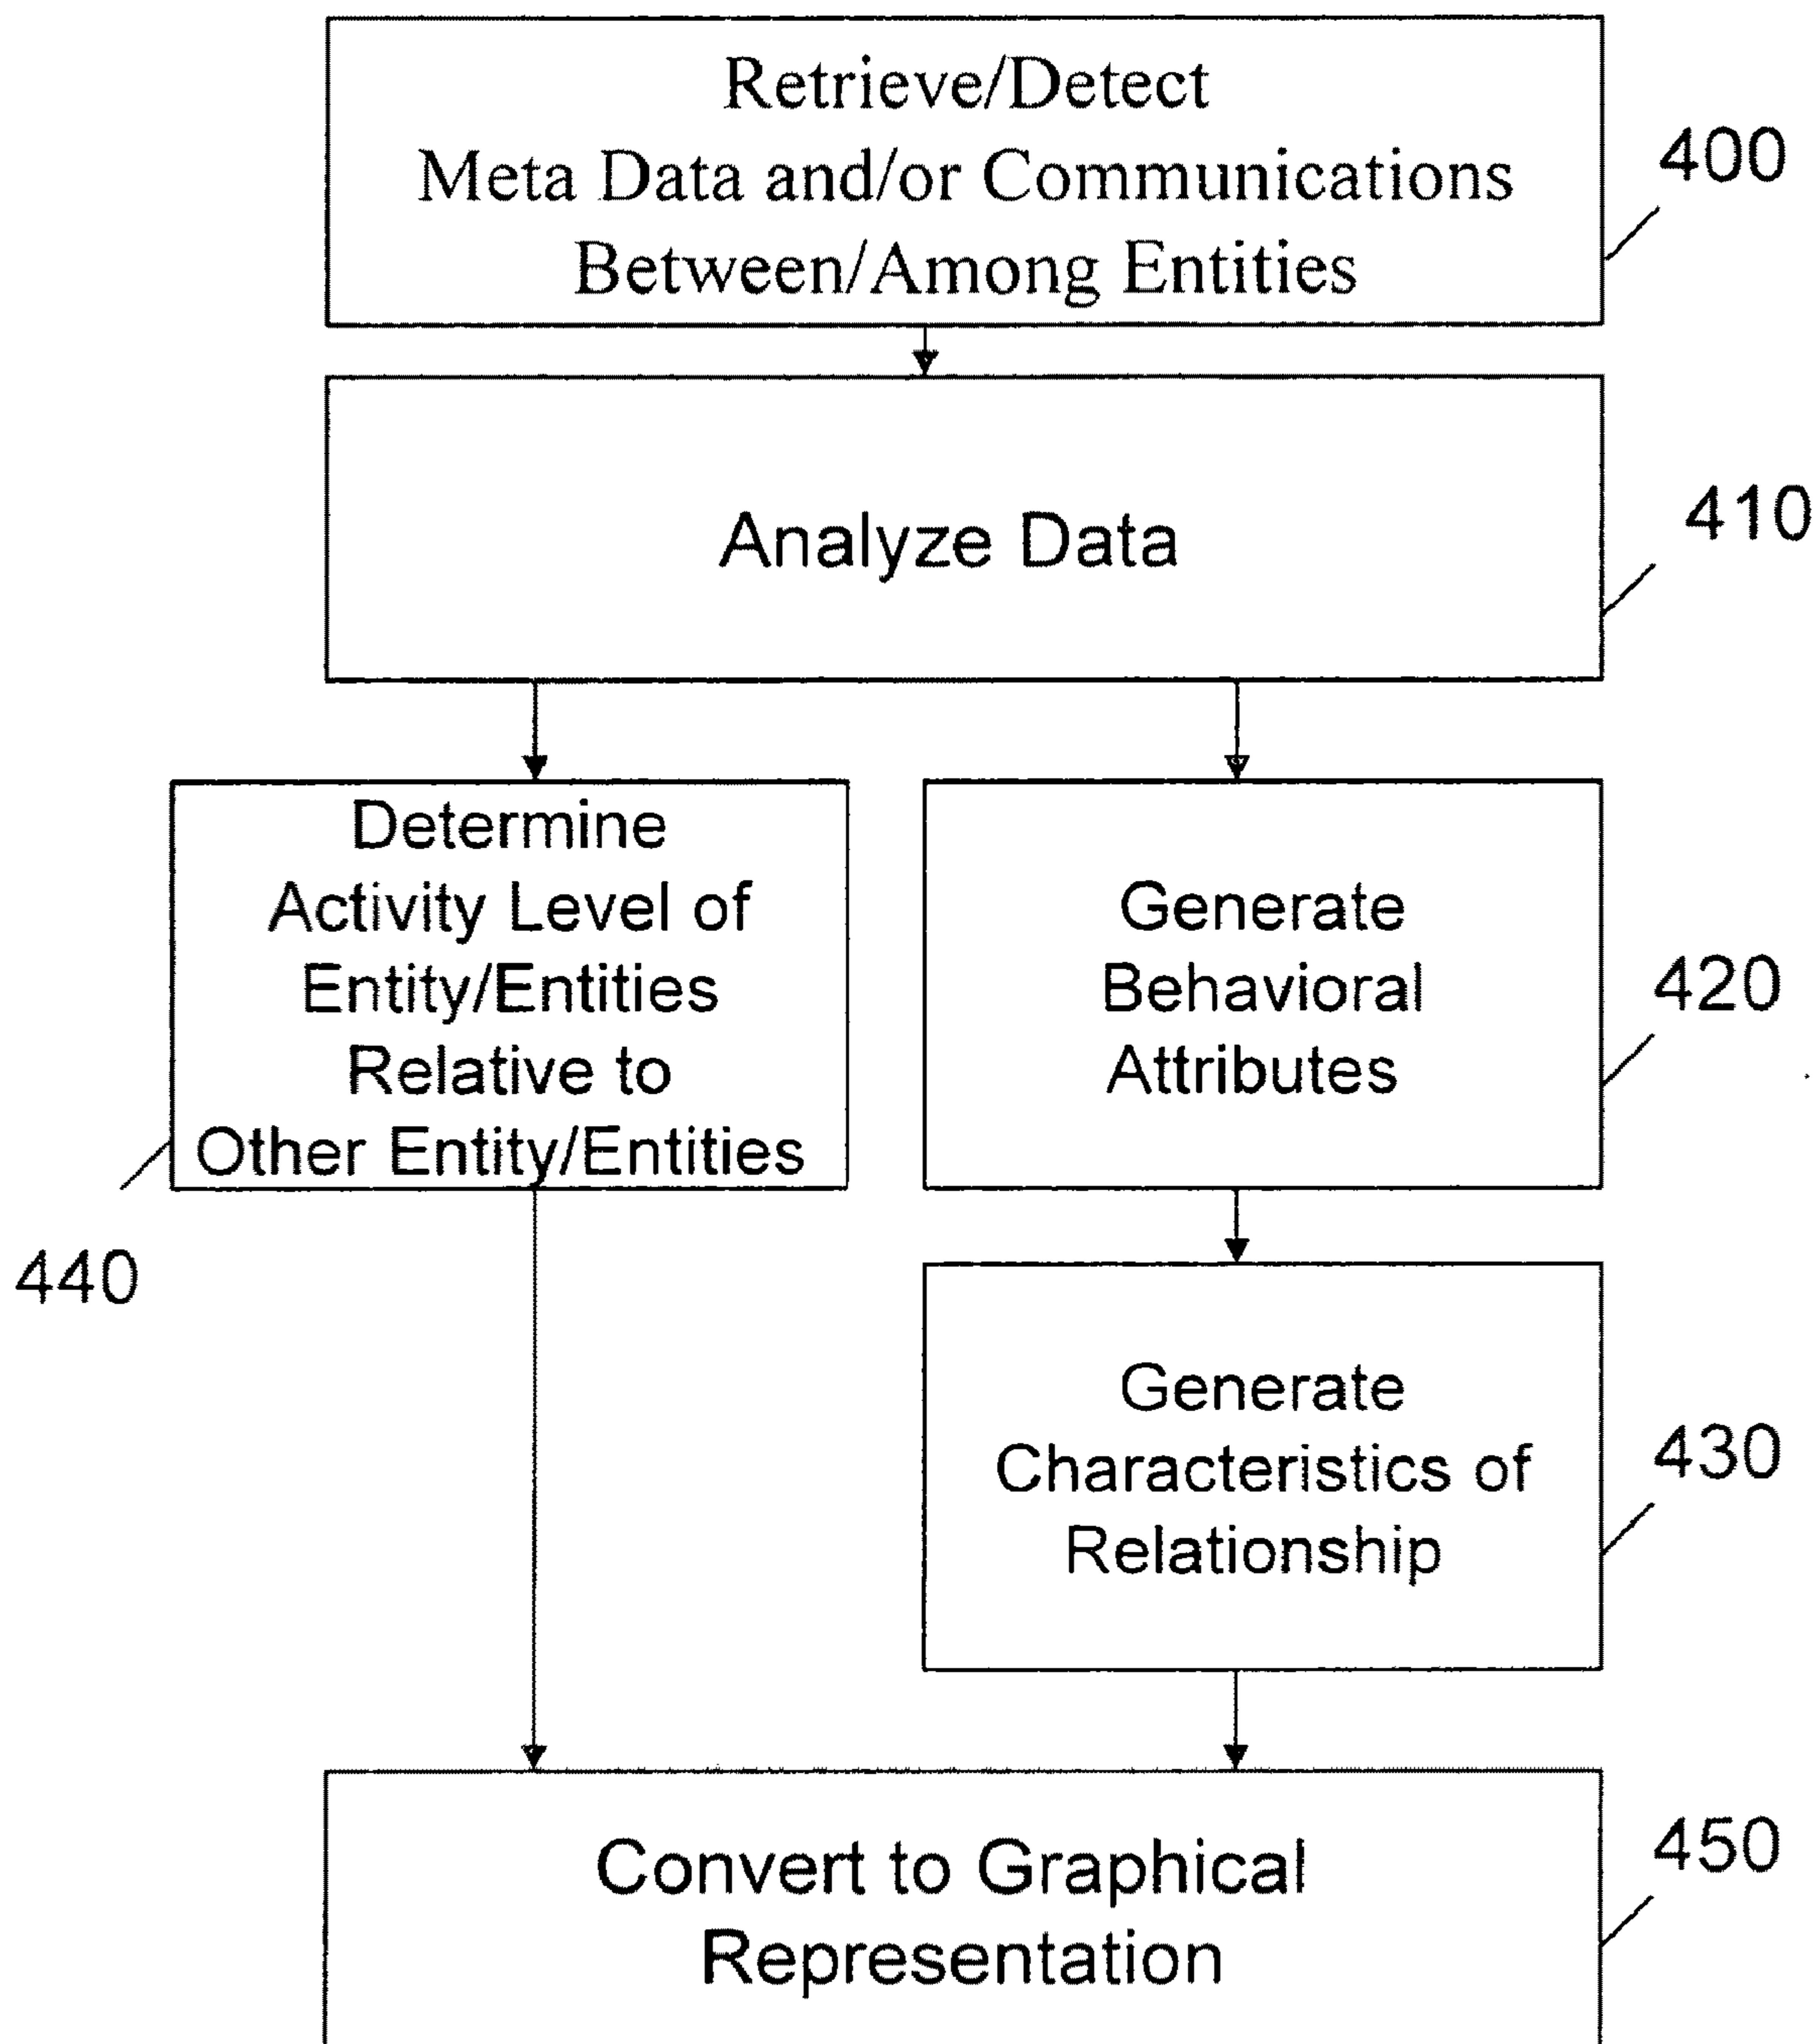 Retrieve/Detect
Meta Data and/or Communications
Between/Among Entities
400
Analyze Data
410
Determine
Activity Level of
Entity/Entities
Relative to
Other Entity/Entities
440
Generate
Behavioral
Attributes
420
Generate
Characteristics of
Relationship
430
Convert to Graphical
Representation
450